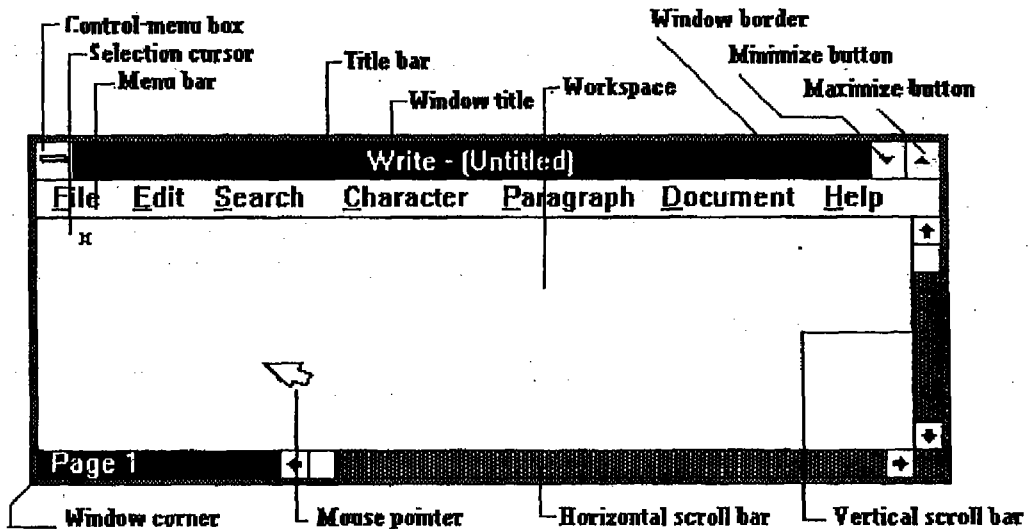 Control-menu box
Window border
Selection cursor
Title bar
Minimize button
Menu bar
Window title
Workspace
Maximize button
Write - (Untitled)
File Edit Search Character Paragraph Document Help
¤
Page 1
Window corner
Mouse pointer
Horizontal scroll bar
Vertical scroll bar